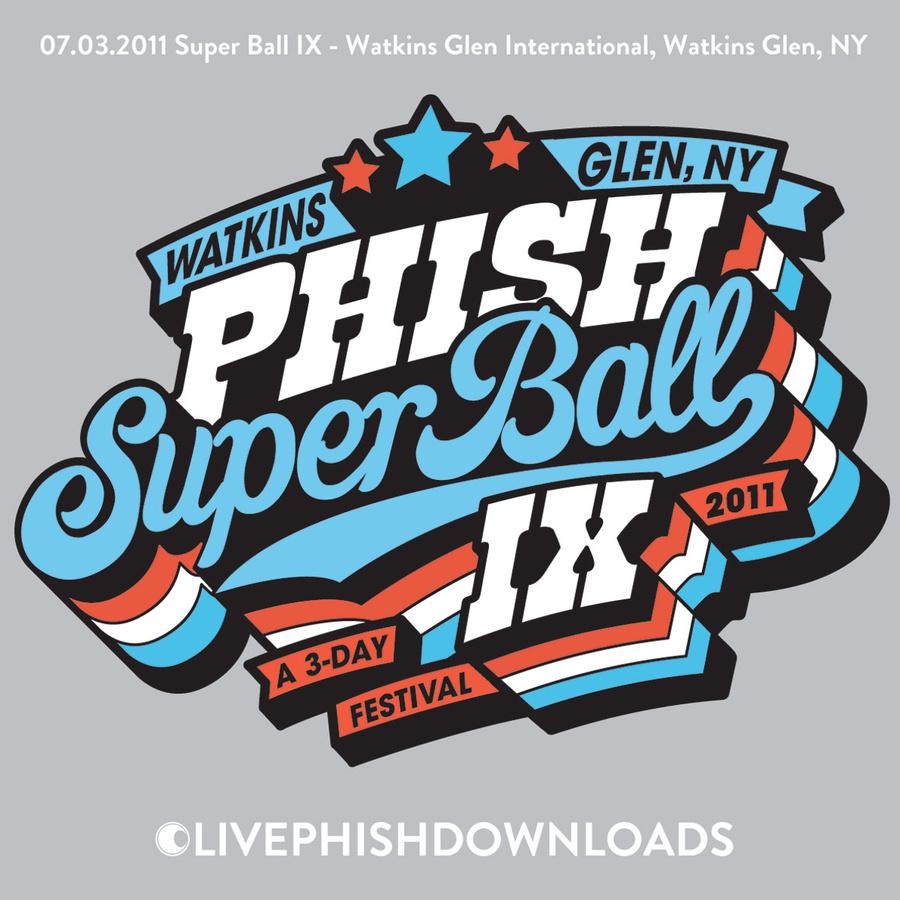 07.03.2011 Super Ball IX - Watkins Glen International, Watkins Glen, NY
WATKINS GLEN, NY
PHISH
Super Ball
IX
2011
A 3-DAY
FESTIVAL
LIVEPHISHDOWNLOADS